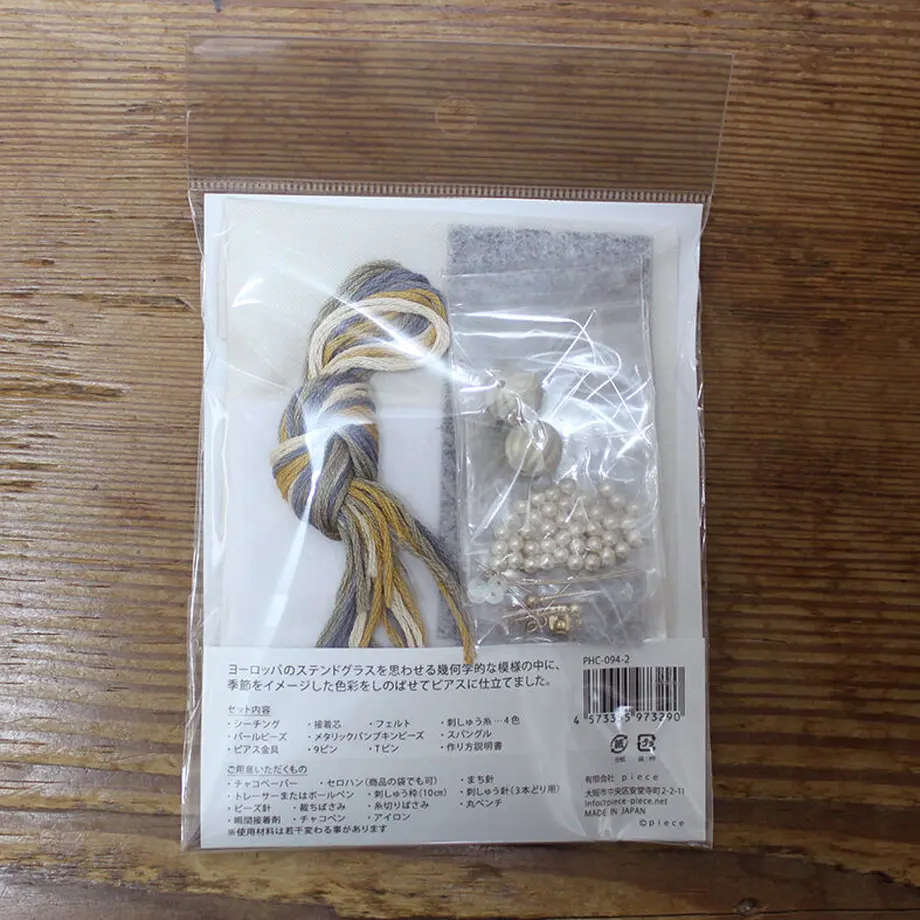 ヨーロッパのステンドグラスを思わせる幾何学的な模様の中に、
季節をイメージした色彩をしのばせてピアスに仕立てました。
セット内容
・シーチング ・接着芯 ・フェルト ・刺しゅう糸…4色
・パールビーズ ・メタリックパンプキンビーズ ・スパングル
・ピアス金具 ・9ピン ・Tピン ・作り方説明書
ご用意いただくもの
・チャコペーパー ・セロハン(商品の袋でも可) ・まち針
・トレーサーまたはボールペン ・刺しゅう枠(10cm) ・刺しゅう針(3本どり用)
・ビーズ針 ・裁ちばさみ ・糸切りばさみ ・丸ペンチ
・瞬間接着剤 ・チャコペン ・アイロン
※使用材料は若干変わる事があります。
PHC-094-2
4 573335 973290
紙 プラ
台紙 袋・枠
有限会社 piece
大阪市中央区安堂寺町2-2-11
info@piece-piece.net
MADE IN JAPAN
©piece